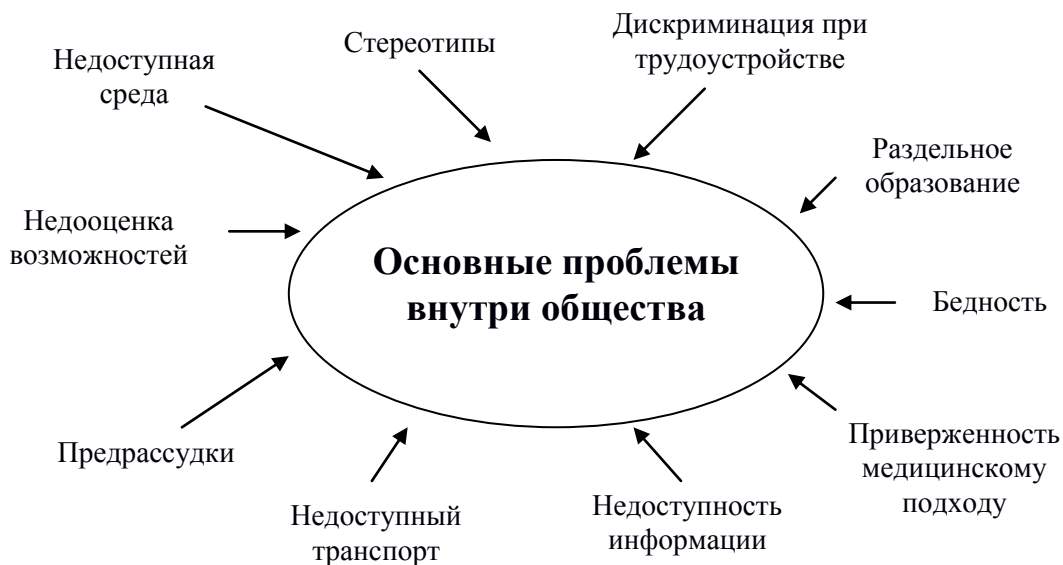 Стереотипы
Дискриминация при
трудоустройстве
Недоступная
среда
Раздельное
образование
Недооценка
возможностей
Основные проблемы
внутри общества
Бедность
Предрассудки
Приверженность
медицинскому
подходу
Недоступный
транспорт
Недоступность
информации